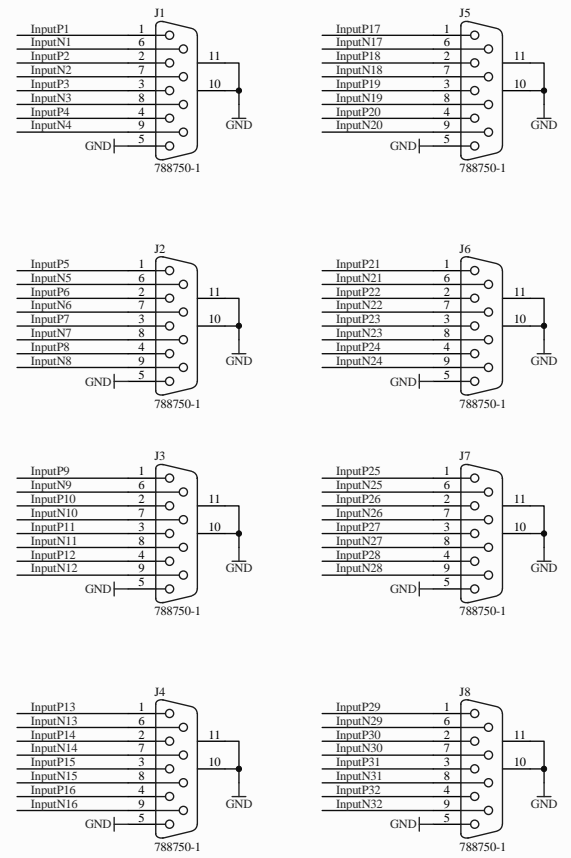 J1
InputP1 1
InputN1 6
InputP2 2 11
InputN2 7
InputP3 3 10
InputN3 8
InputP4 4
InputN4 9 GND
GND 5
788750-1
J5
InputP17 1
InputN17 6
InputP18 2 11
InputN18 7
InputP19 3 10
InputN19 8
InputP20 4
InputN20 9 GND
GND 5
788750-1
J2
InputP5 1
InputN5 6
InputP6 2 11
InputN6 7
InputP7 3 10
InputN7 8
InputP8 4
InputN8 9 GND
GND 5
788750-1
J6
InputP21 1
InputN21 6
InputP22 2 11
InputN22 7
InputP23 3 10
InputN23 8
InputP24 4
InputN24 9 GND
GND 5
788750-1
J3
InputP9 1
InputN9 6
InputP10 2 11
InputN10 7
InputP11 3 10
InputN11 8
InputP12 4
InputN12 9 GND
GND 5
788750-1
J7
InputP25 1
InputN25 6
InputP26 2 11
InputN26 7
InputP27 3 10
InputN27 8
InputP28 4
InputN28 9 GND
GND 5
788750-1
J4
InputP13 1
InputN13 6
InputP14 2 11
InputN14 7
InputP15 3 10
InputN15 8
InputP16 4
InputN16 9 GND
GND 5
788750-1
J8
InputP29 1
InputN29 6
InputP30 2 11
InputN30 7
InputP31 3 10
InputN31 8
InputP32 4
InputN32 9 GND
GND 5
788750-1